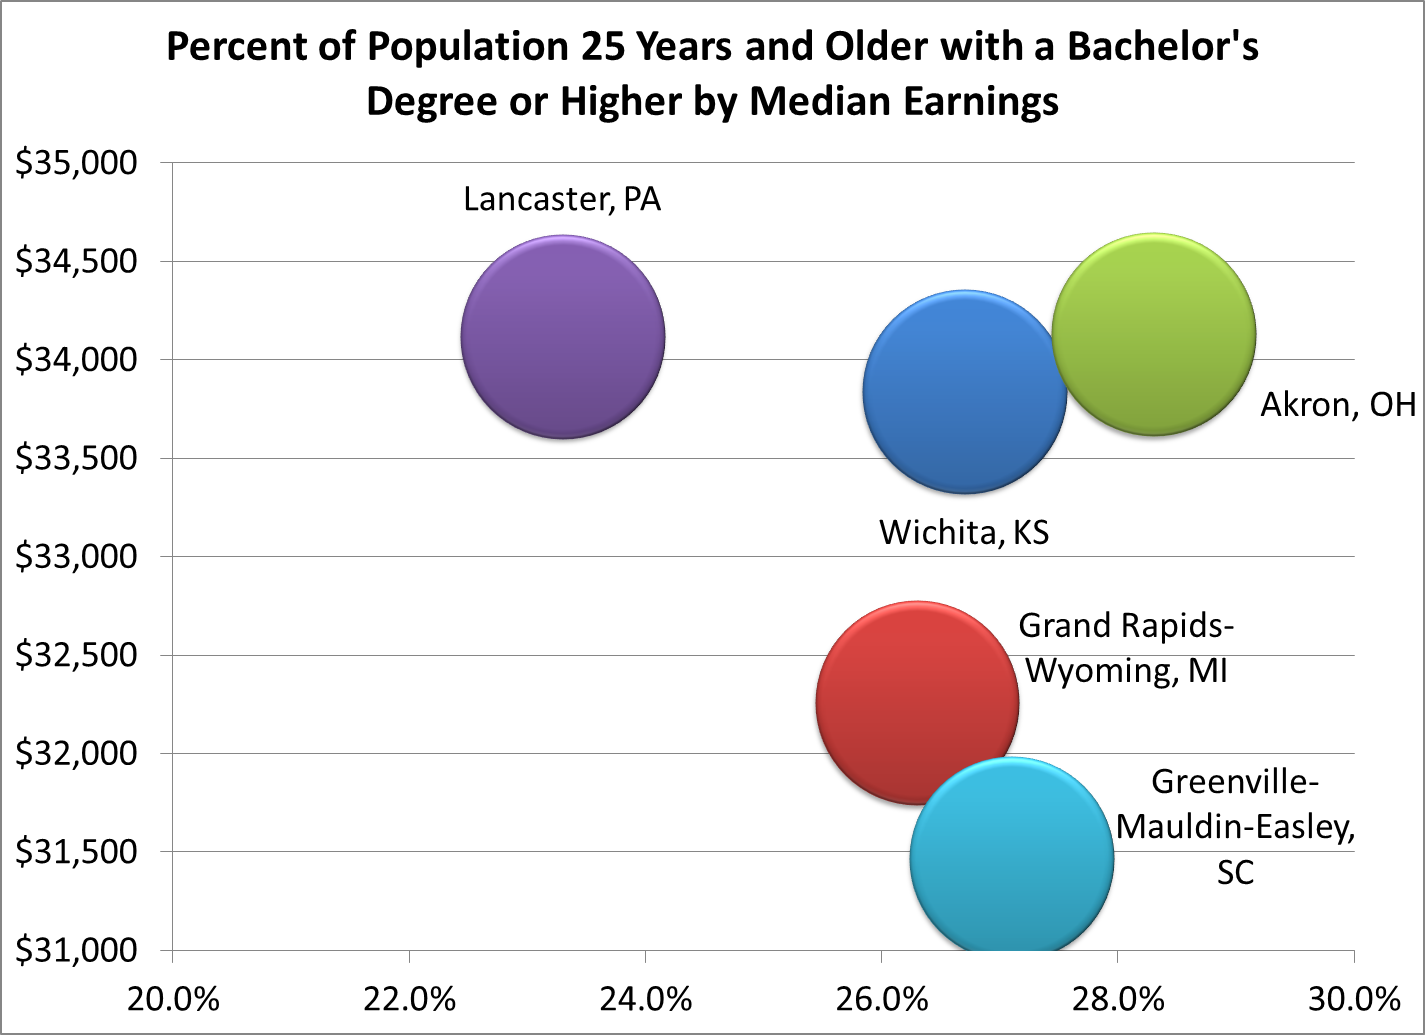 Percent of Population 25 Years and Older with a Bachelor's
Degree or Higher by Median Earnings
$35,000
Lancaster, PA
$34,500
$34,000
Akron, OH
$33,500
Wichita, KS
$33,000
Grand Rapids-
Wyoming, MI
$32,500
$32,000
Greenville-
Mauldin-Easley,
SC
$31,500
$31,000
20.0% 22.0% 24.0% 26.0% 28.0% 30.0%